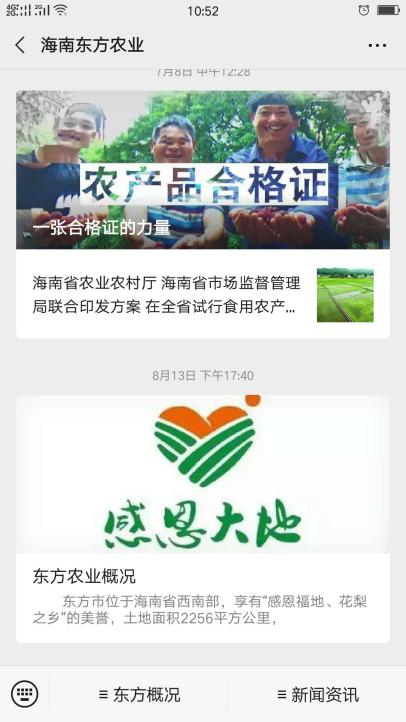 4G 2G 2G 10:52
海南东方农业
7月8日 中午12:28
农产品合格证
一张合格证的力量
海南省农业农村厅 海南省市场监督管理
局联合印发方案 在全省试行食用农产...
8月13日 下午17:40
感恩大地
东方农业概况
东方市位于海南省西南部，享有“感恩福地、花梨
之乡”的美誉，土地面积2256平方公里，
≡ 东方概况
≡ 新闻资讯